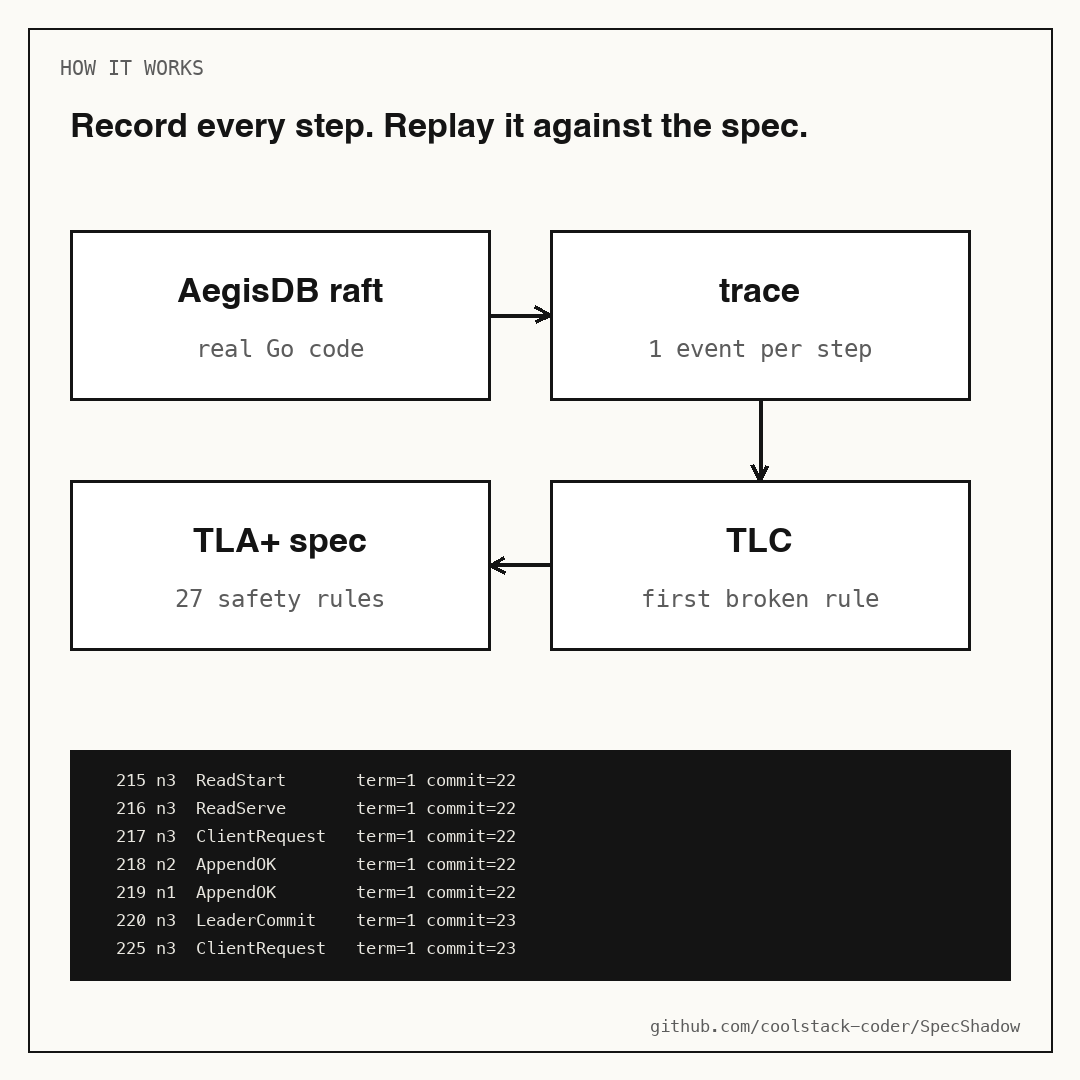 HOW IT WORKS
Record every step. Replay it against the spec.
AegisDB raft
real Go code
trace
1 event per step
TLA+ spec
27 safety rules
TLC
first broken rule
215 n3  ReadStart       term=1 commit=22
216 n3  ReadServe       term=1 commit=22
217 n3  ClientRequest   term=1 commit=22
218 n2  AppendOK        term=1 commit=22
219 n1  AppendOK        term=1 commit=22
220 n3  LeaderCommit    term=1 commit=23
225 n3  ClientRequest   term=1 commit=23
github.com/coolstack-coder/SpecShadow